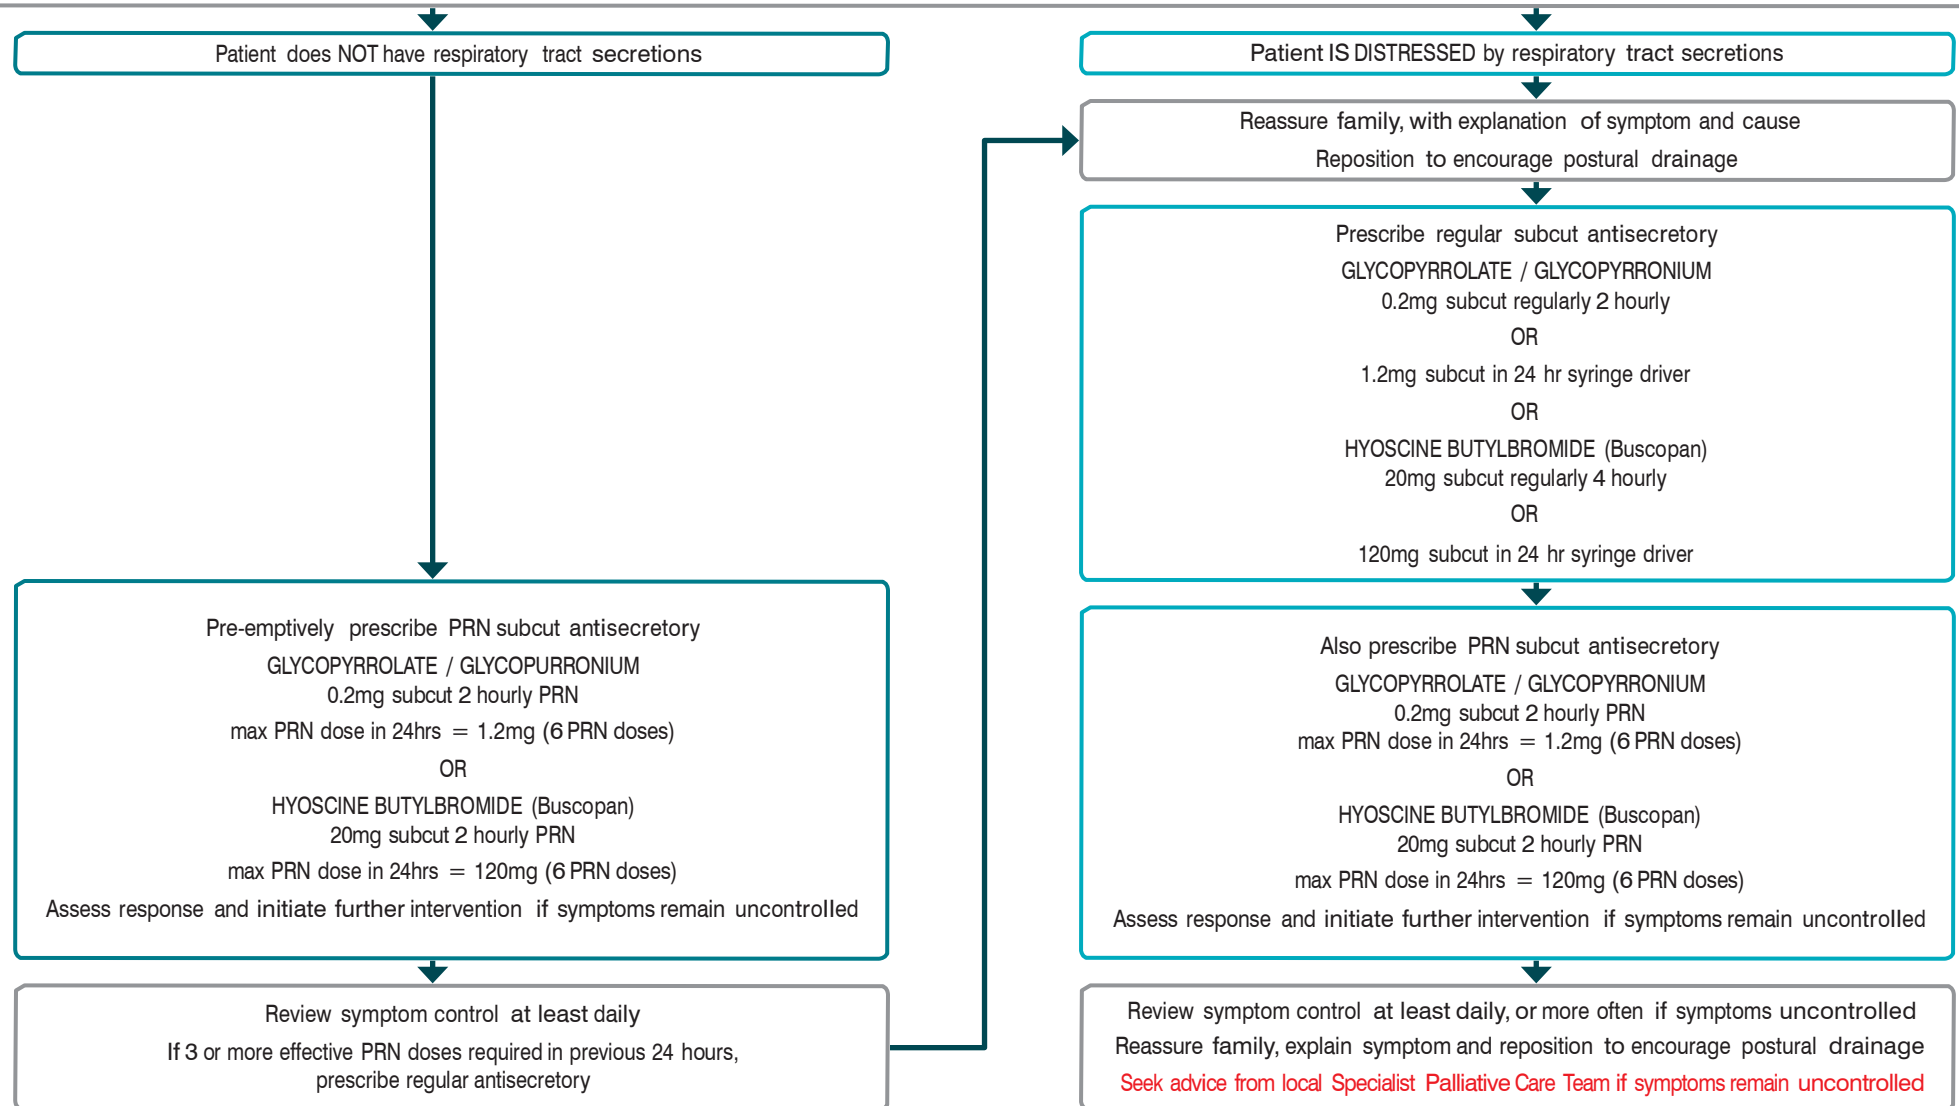 Patient does NOT have respiratory tract secretions
Pre-emptively prescribe PRN subcut antisecretory
GLYCOPYRROLATE / GLYCOPURRONIUM
0.2mg subcut 2 hourly PRN
max PRN dose in 24hrs = 1.2mg (6 PRN doses)
OR
HYOSCINE BUTYLBROMIDE (Buscopan)
20mg subcut 2 hourly PRN
max PRN dose in 24hrs = 120mg (6 PRN doses)
Assess response and initiate further intervention if symptoms remain uncontrolled
Review symptom control at least daily
If 3 or more effective PRN doses required in previous 24 hours,
prescribe regular antisecretory
Patient IS DISTRESSED by respiratory tract secretions
Reassure family, with explanation of symptom and cause
Reposition to encourage postural drainage
Prescribe regular subcut antisecretory
GLYCOPYRROLATE / GLYCOPYRRONIUM
0.2mg subcut regularly 2 hourly
OR
1.2mg subcut in 24 hr syringe driver
OR
HYOSCINE BUTYLBROMIDE (Buscopan)
20mg subcut regularly 4 hourly
OR
120mg subcut in 24 hr syringe driver
Also prescribe PRN subcut antisecretory
GLYCOPYRROLATE / GLYCOPYRRONIUM
0.2mg subcut 2 hourly PRN
max PRN dose in 24hrs = 1.2mg (6 PRN doses)
OR
HYOSCINE BUTYLBROMIDE (Buscopan)
20mg subcut 2 hourly PRN
max PRN dose in 24hrs = 120mg (6 PRN doses)
Assess response and initiate further intervention if symptoms remain uncontrolled
Review symptom control at least daily, or more often if symptoms uncontrolled
Reassure family, explain symptom and reposition to encourage postural drainage
Seek advice from local Specialist Palliative Care Team if symptoms remain uncontrolled